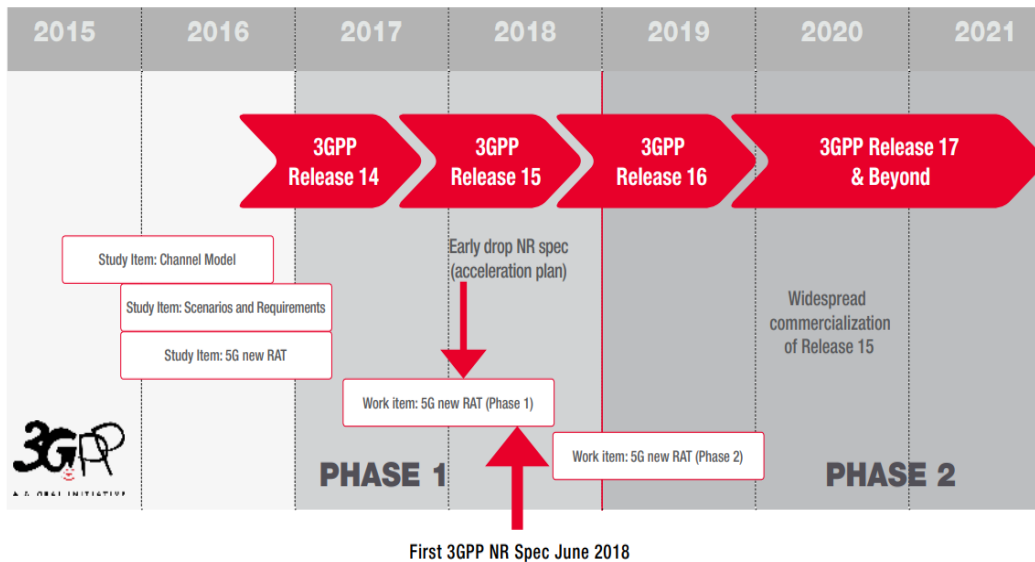 2015 2016 2017 2018 2019 2020 2021
3GPP
Release 14
3GPP
Release 15
3GPP
Release 16
3GPP Release 17
& Beyond
Study Item: Channel Model
Study Item: Scenarios and Requirements
Study Item: 5G new RAT
Early drop NR spec
(acceleration plan)
Widespread
commercialization
of Release 15
Work item: 5G new RAT (Phase 1)
Work item: 5G new RAT (Phase 2)
3GPP
A GLOBAL INITIATIVE
PHASE 1
PHASE 2
First 3GPP NR Spec June 2018